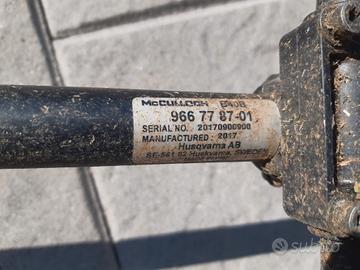 McCULLOCH B40B
966 77 87-01
SERIAL NO. 20170900900
MANUFACTURED : 2017
Husqvarna AB
SE-561 82 Huskvarna, SWEDEN
subito